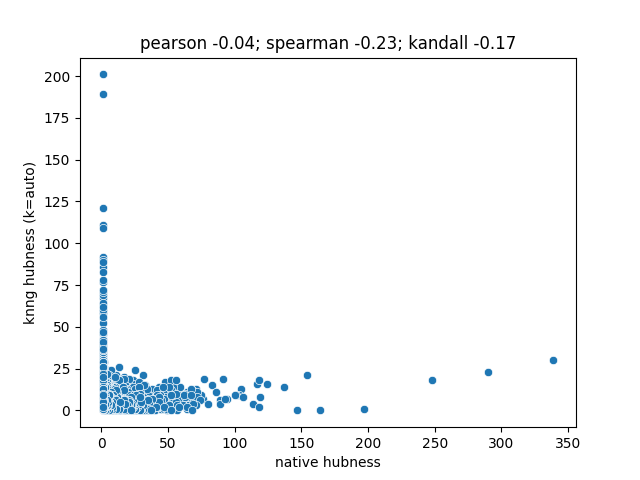 pearson -0.04; spearman -0.23; kandall -0.17
knng hubness (k=auto)
200
175
150
125
100
75
50
25
0
0 50 100 150 200 250 300 350
native hubness